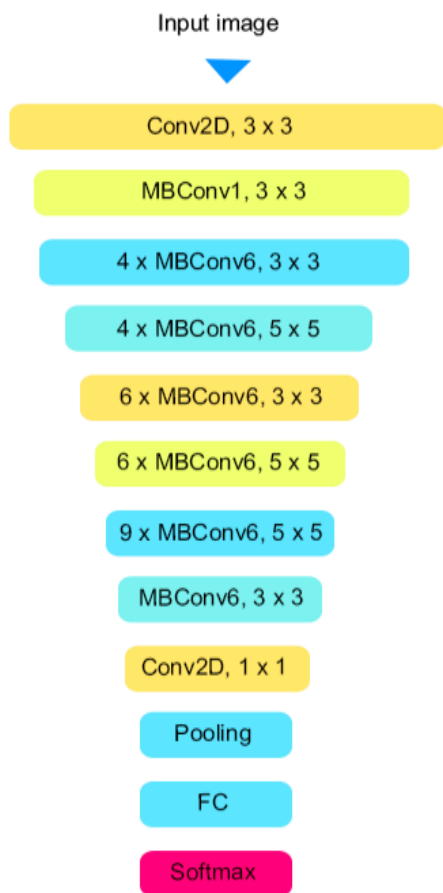 Input image
Conv2D, 3 x 3
MBConv1, 3 x 3
4 x MBConv6, 3 x 3
4 x MBConv6, 5 x 5
6 x MBConv6, 3 x 3
6 x MBConv6, 5 x 5
9 x MBConv6, 5 x 5
MBConv6, 3 x 3
Conv2D, 1 x 1
Pooling
FC
Softmax